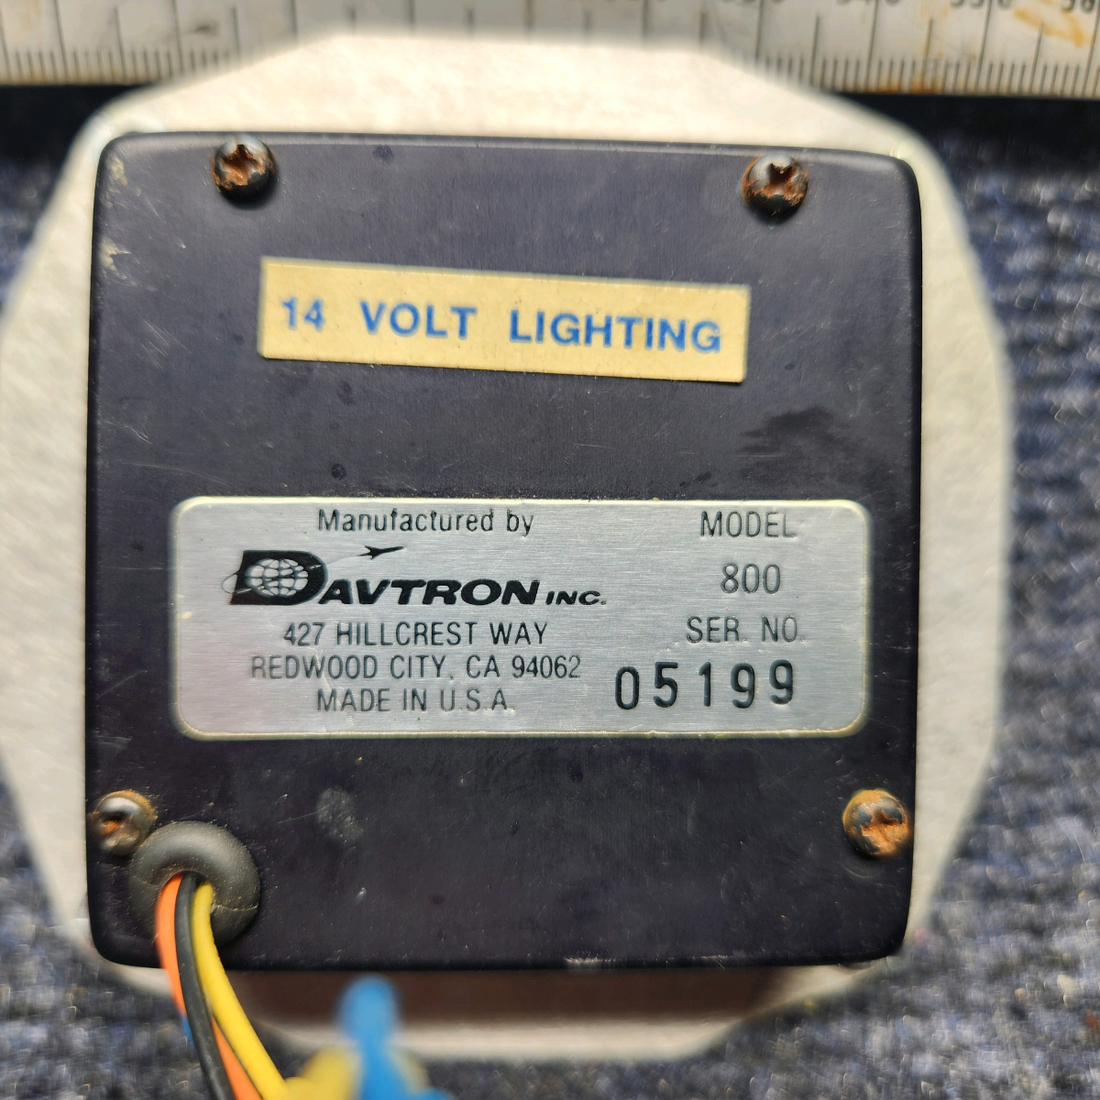 14 VOLT LIGHTING
Manufactured by
DAVTRON INC.
427 HILLCREST WAY
REDWOOD CITY, CA 94062
MADE IN U.S.A.
MODEL
800
SER. NO.
05199